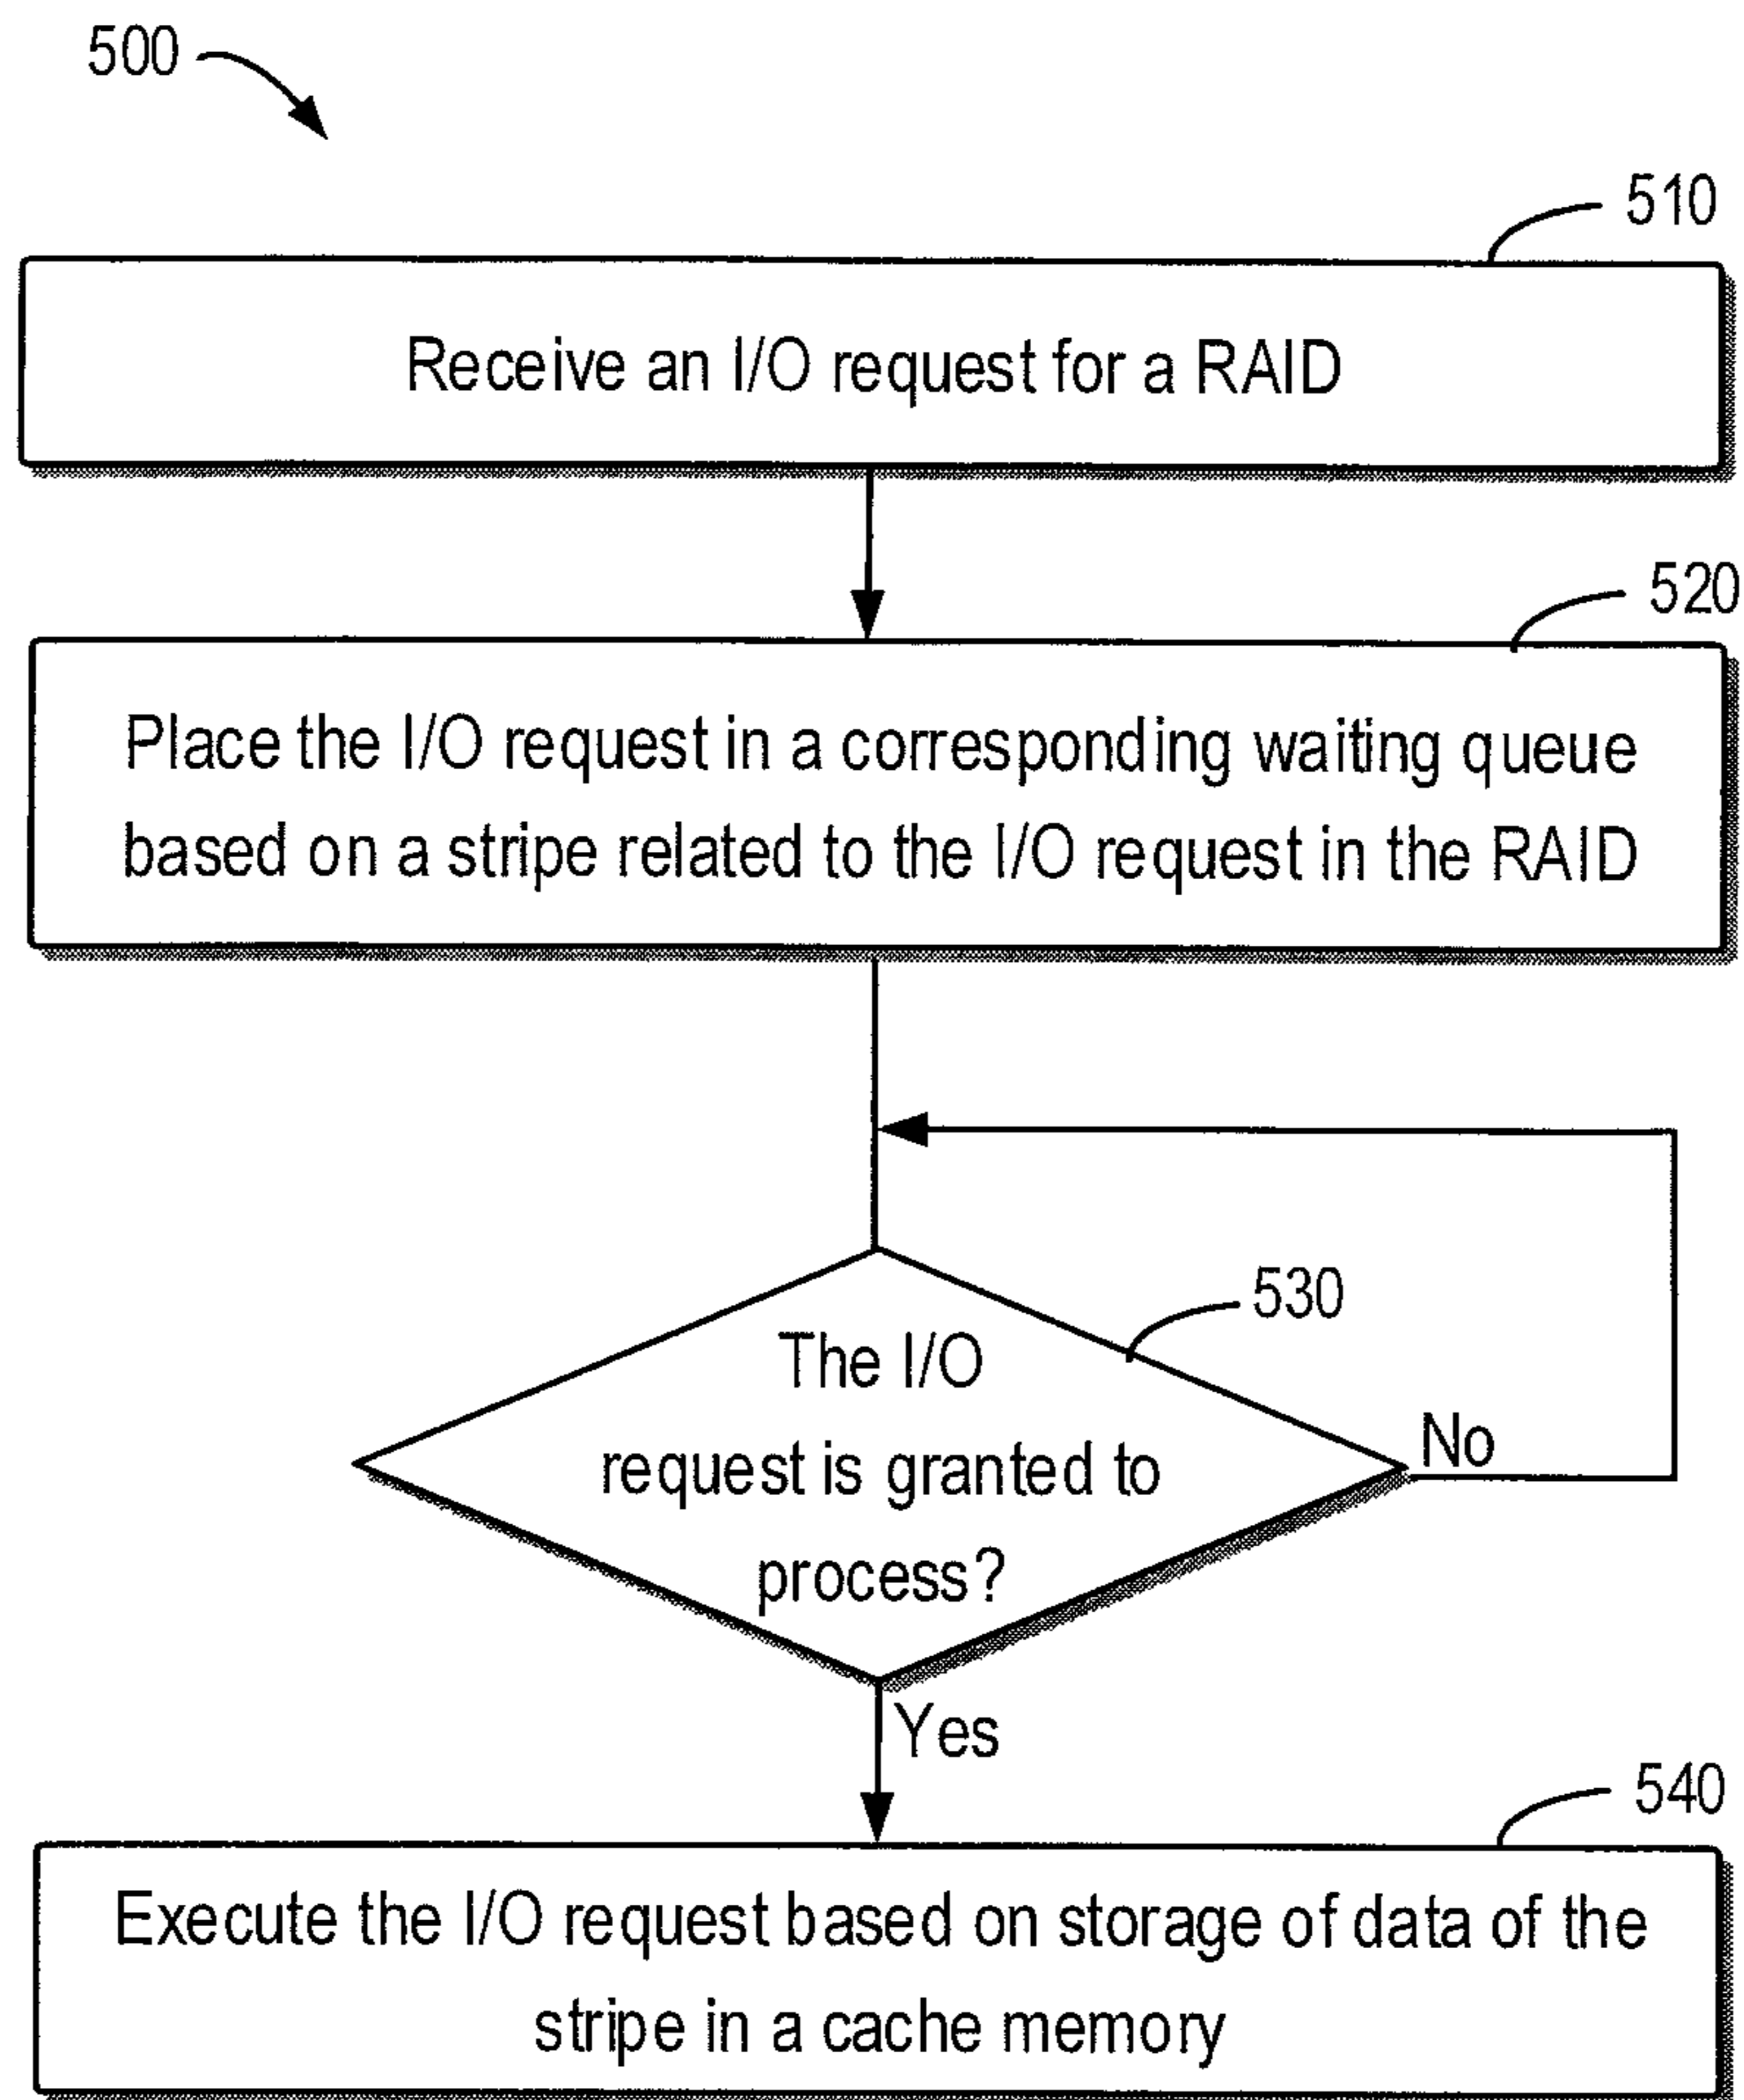 500
510
Receive an I/O request for a RAID
520
Place the I/O request in a corresponding waiting queue
based on a stripe related to the I/O request in the RAID
530
The I/O
request is granted to
process?
No
Yes
540
Execute the I/O request based on storage of data of the
stripe in a cache memory